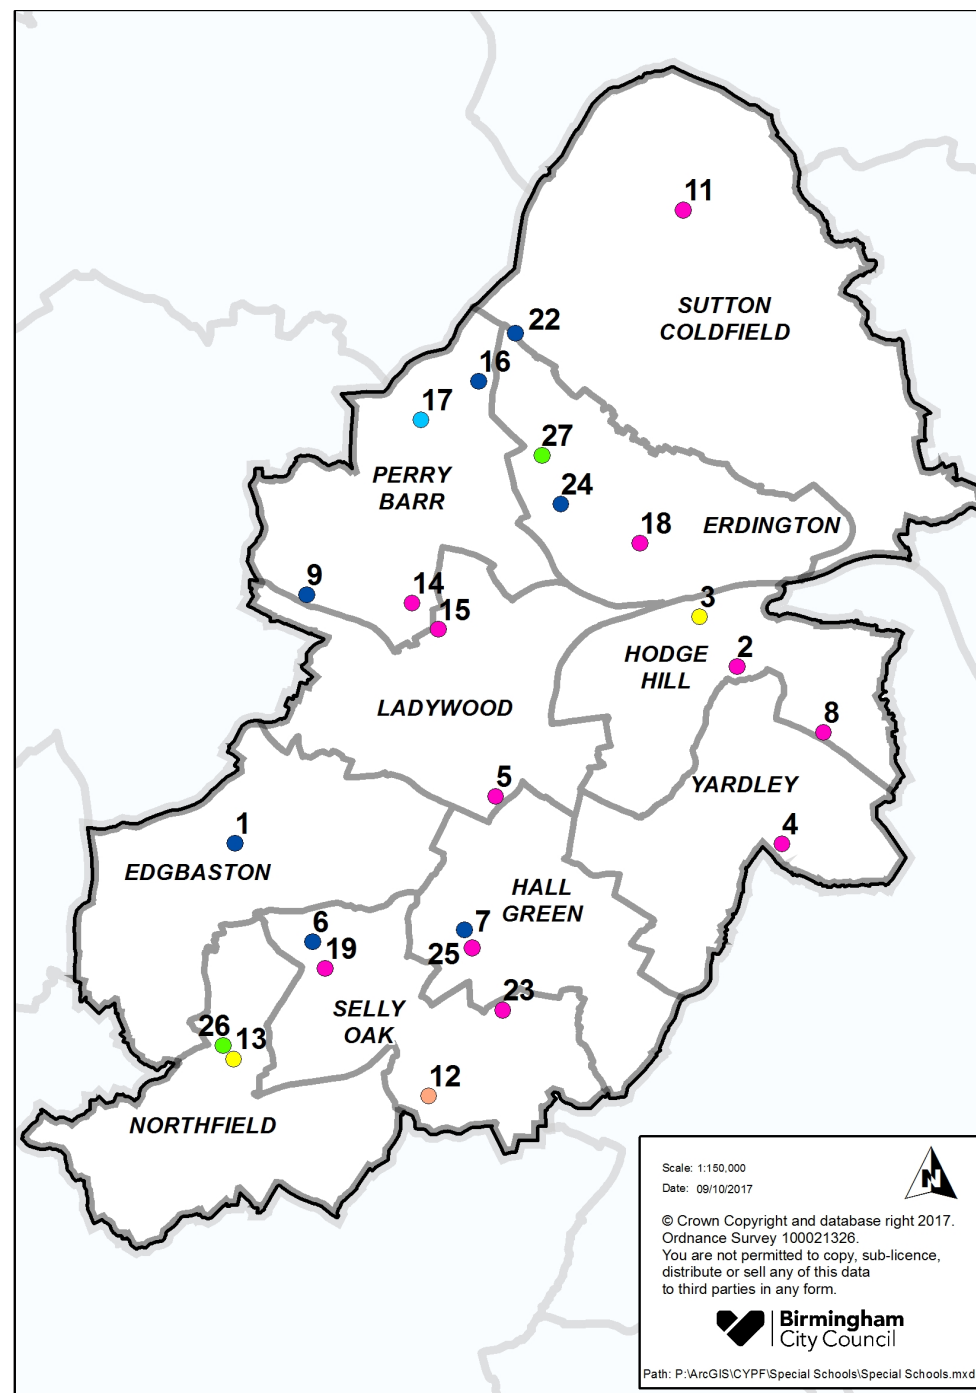 11
SUTTON
COLDFIELD
22
16
17
27
PERRY
BARR
24
18
ERDINGTON
9
14
15
3
HODGE
HILL
2
LADYWOOD
8
5
YARDLEY
1
4
EDGBASTON
HALL
GREEN
6
7
19
25
SELLY
OAK
23
26
13
12
NORTHFIELD
N
Scale: 1:150,000
Date: 09/10/2017
© Crown Copyright and database right 2017.
Ordnance Survey 100021326.
You are not permitted to copy, sub-licence,
distribute or sell any of this data
to third parties in any form.
Birmingham
City Council
Path: P:\ArcGIS\CYPF\Special Schools\Special Schools.mxd